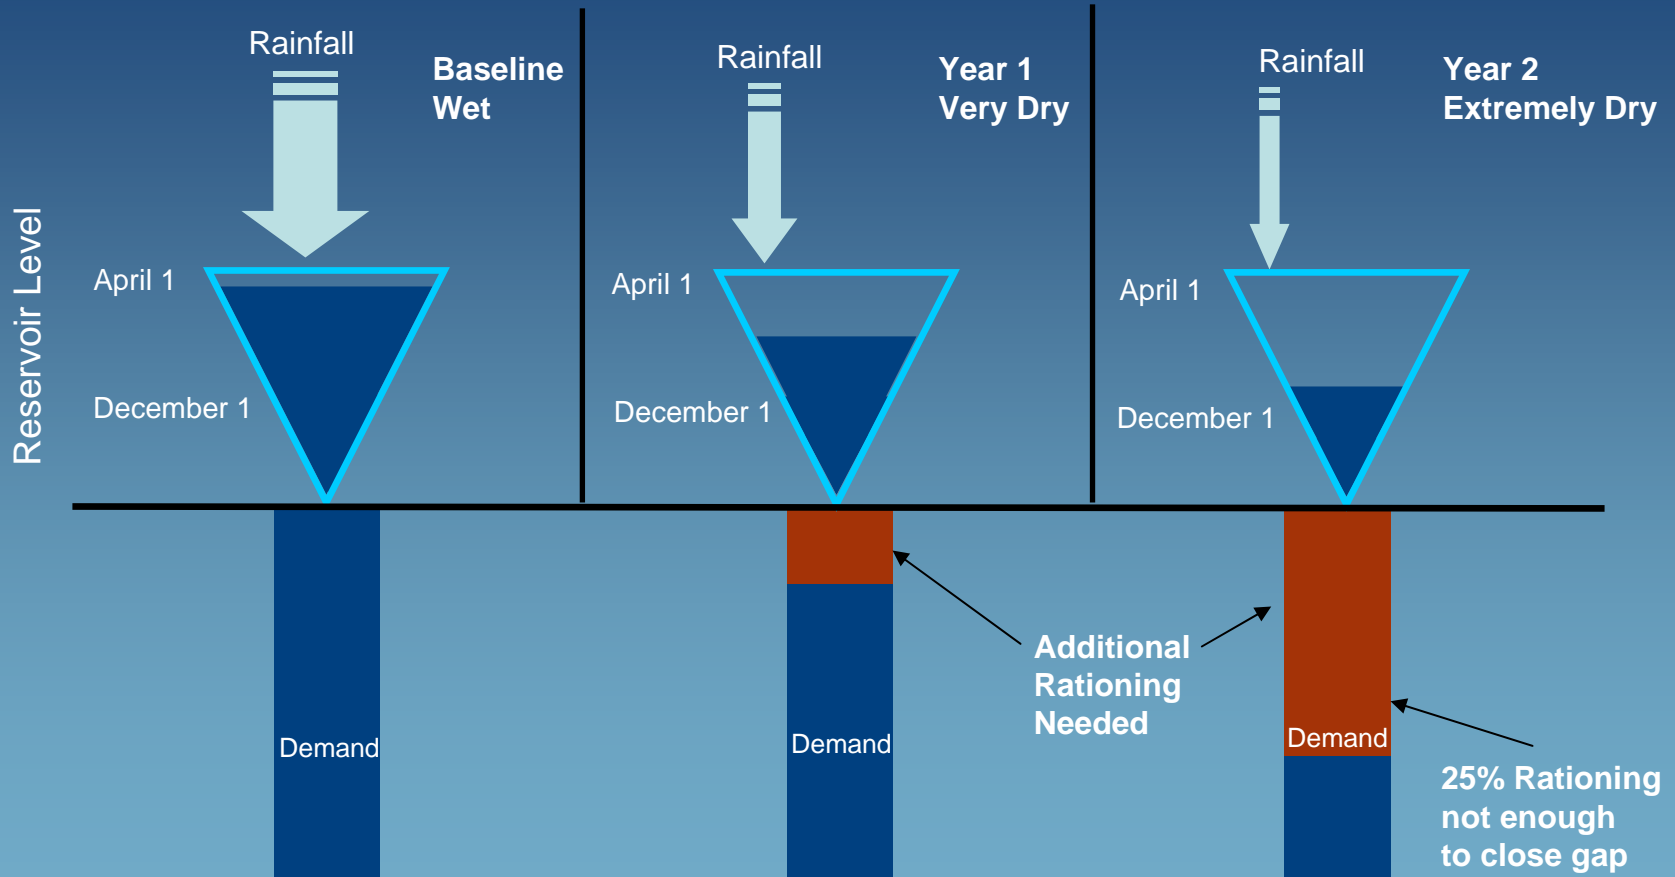 Reservoir Level
Rainfall
Baseline
Wet
April 1
December 1
Demand
Rainfall
Year 1
Very Dry
April 1
December 1
Demand
Additional
Rationing
Needed
Rainfall
Year 2
Extremely Dry
April 1
December 1
Demand
25% Rationing
not enough
to close gap